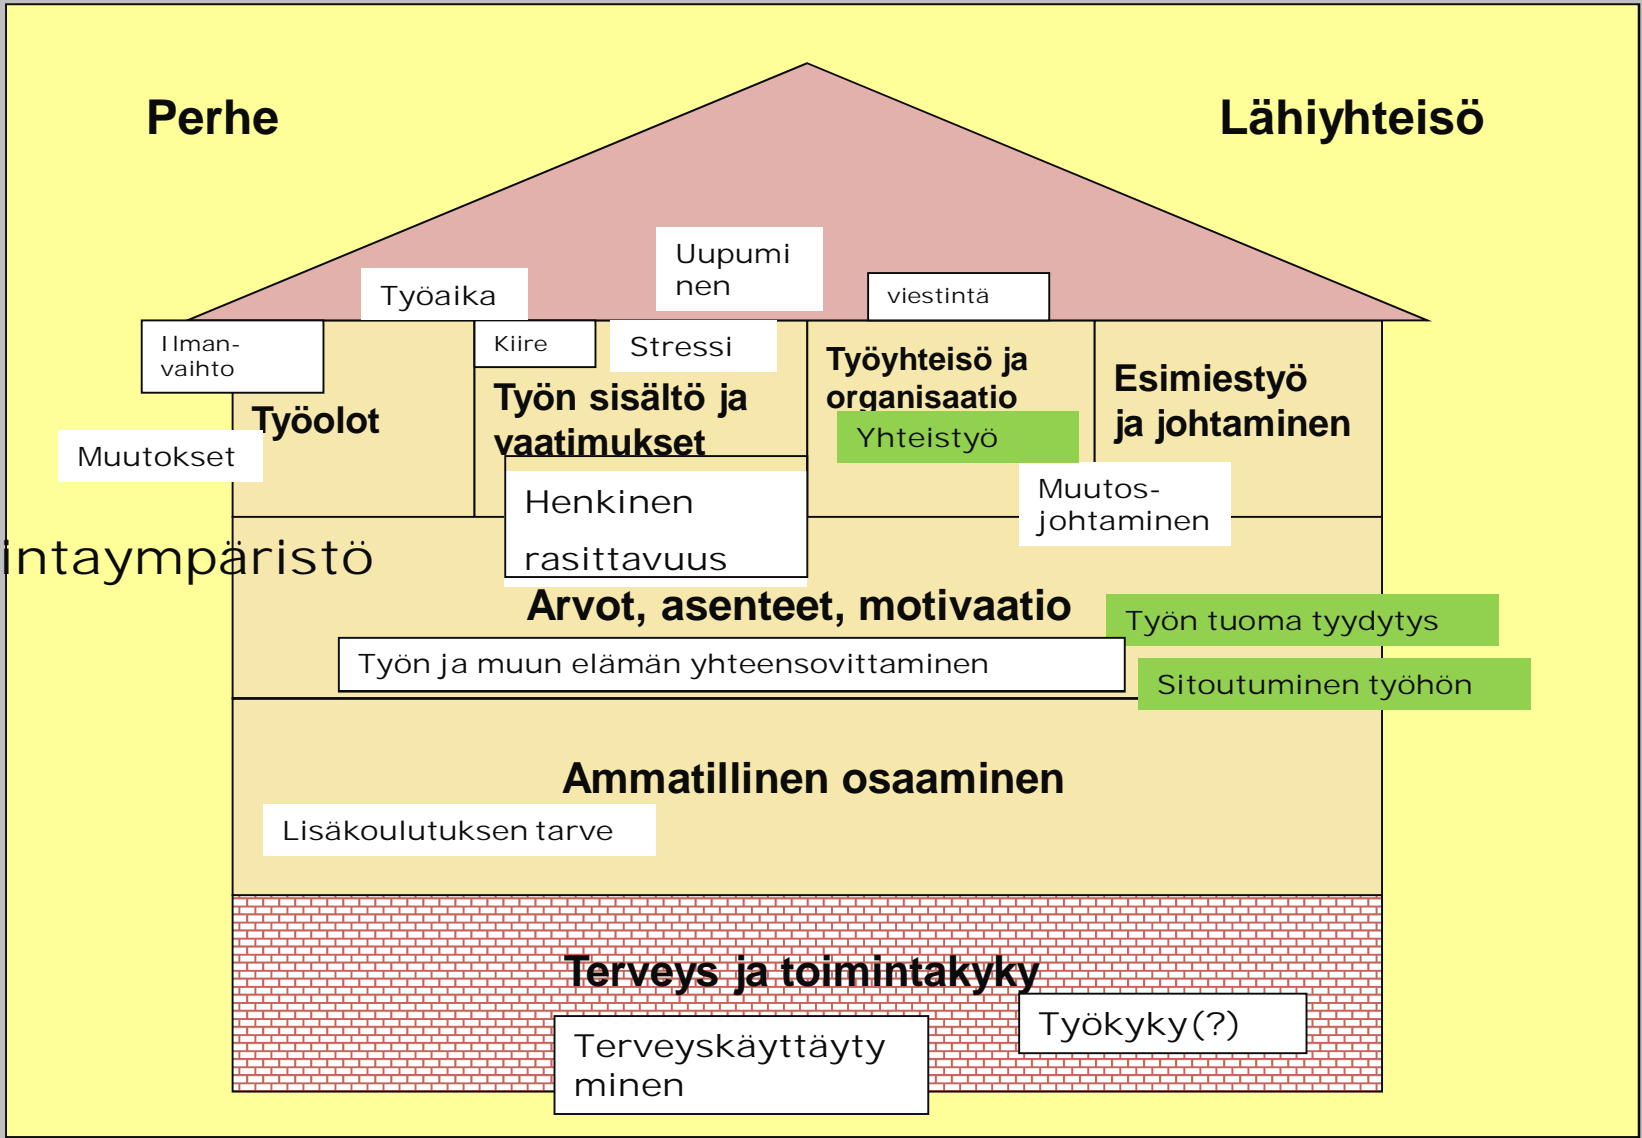 Perhe
Lähiyhteisö
Uupumi
nen
Työaika
viestintä
Ilman-
vaihto
Kiire
Stressi
Työolot
Työn sisältö ja
vaatimukset
Työyhteisö ja
organisaatio
Esimiestyö
ja johtaminen
Yhteistyö
Muutokset
Henkinen
rasittavuus
Muutos-
johtaminen
intaympäristö
Arvot, asenteet, motivaatio
Työn tuoma tyydytys
Työn ja muun elämän yhteensovittaminen
Sitoutuminen työhön
Ammatillinen osaaminen
Lisäkoulutuksen tarve
Terveys ja toimintakyky
Työkyky(?)
Terveyskäyttäyty
minen